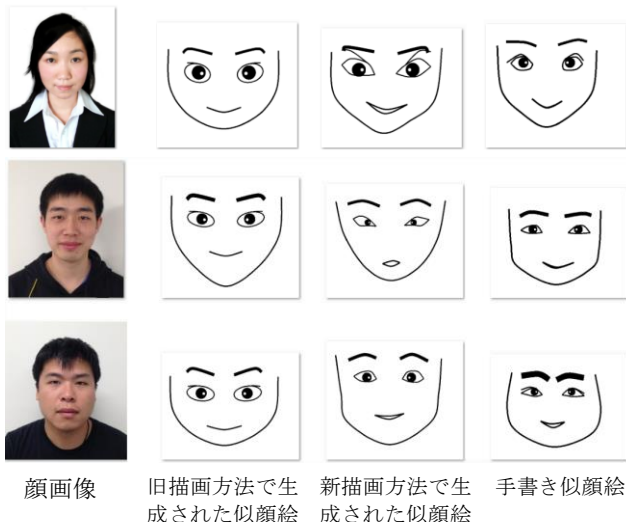 顔画像
旧描画方法で生
成された似顔絵
新描画方法で生
成された似顔絵
手書き似顔絵